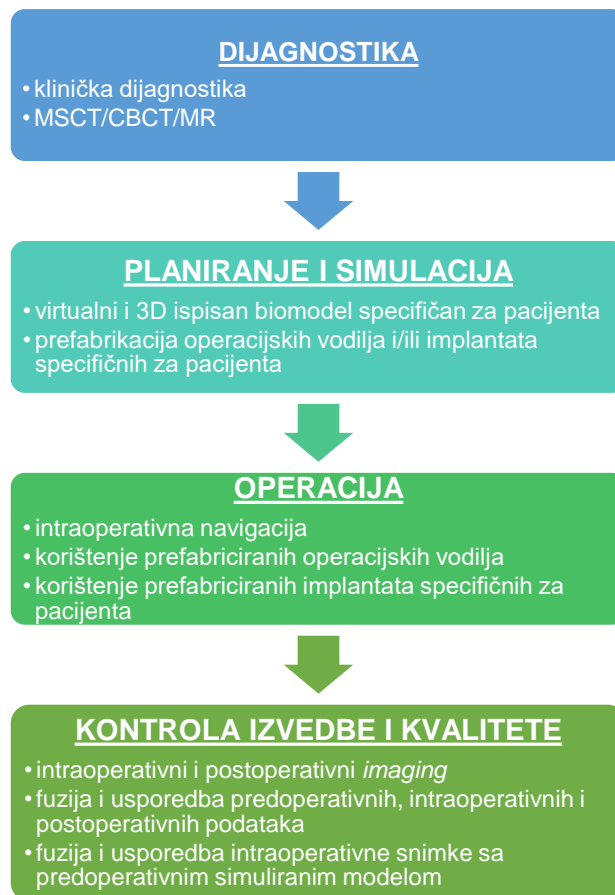 DIJAGNOSTIKA
•klinička dijagnostika
•MSCT/CBCT/MR
PLANIRANJE I SIMULACIJA
•virtualni i 3D ispisan biomodel specifičan za pacijenta
•prefabrikacija operacijskih vodilja i/ili implantata
specifičnih za pacijenta
OPERACIJA
•intraoperativna navigacija
•korištenje prefabriciranih operacijskih vodilja
•korištenje prefabriciranih implantata specifičnih za
pacijenta
KONTROLA IZVEDBE I KVALITETE
•intraoperativni i postoperativni imaging
•fuzija i usporedba predoperativnih, intraoperativnih i
postoperativnih podataka
•fuzija i usporedba intraoperativne snimke sa
predoperativnim simuliranim modelom